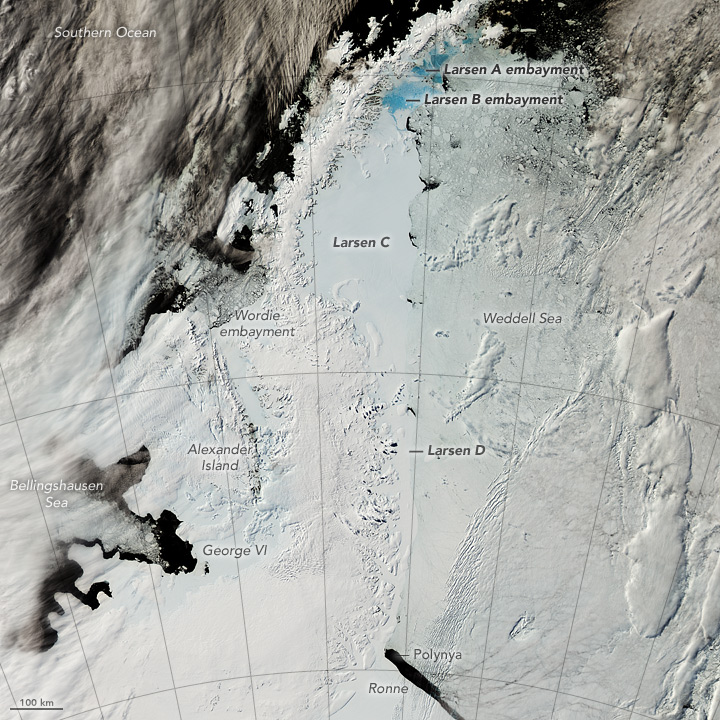 Southern Ocean
Larsen A embayment
Larsen B embayment
Larsen C
Wordie
embayment
Weddell Sea
Alexander
Island
Larsen D
Bellingshausen
Sea
George VI
Polynya
Ronne
100 km